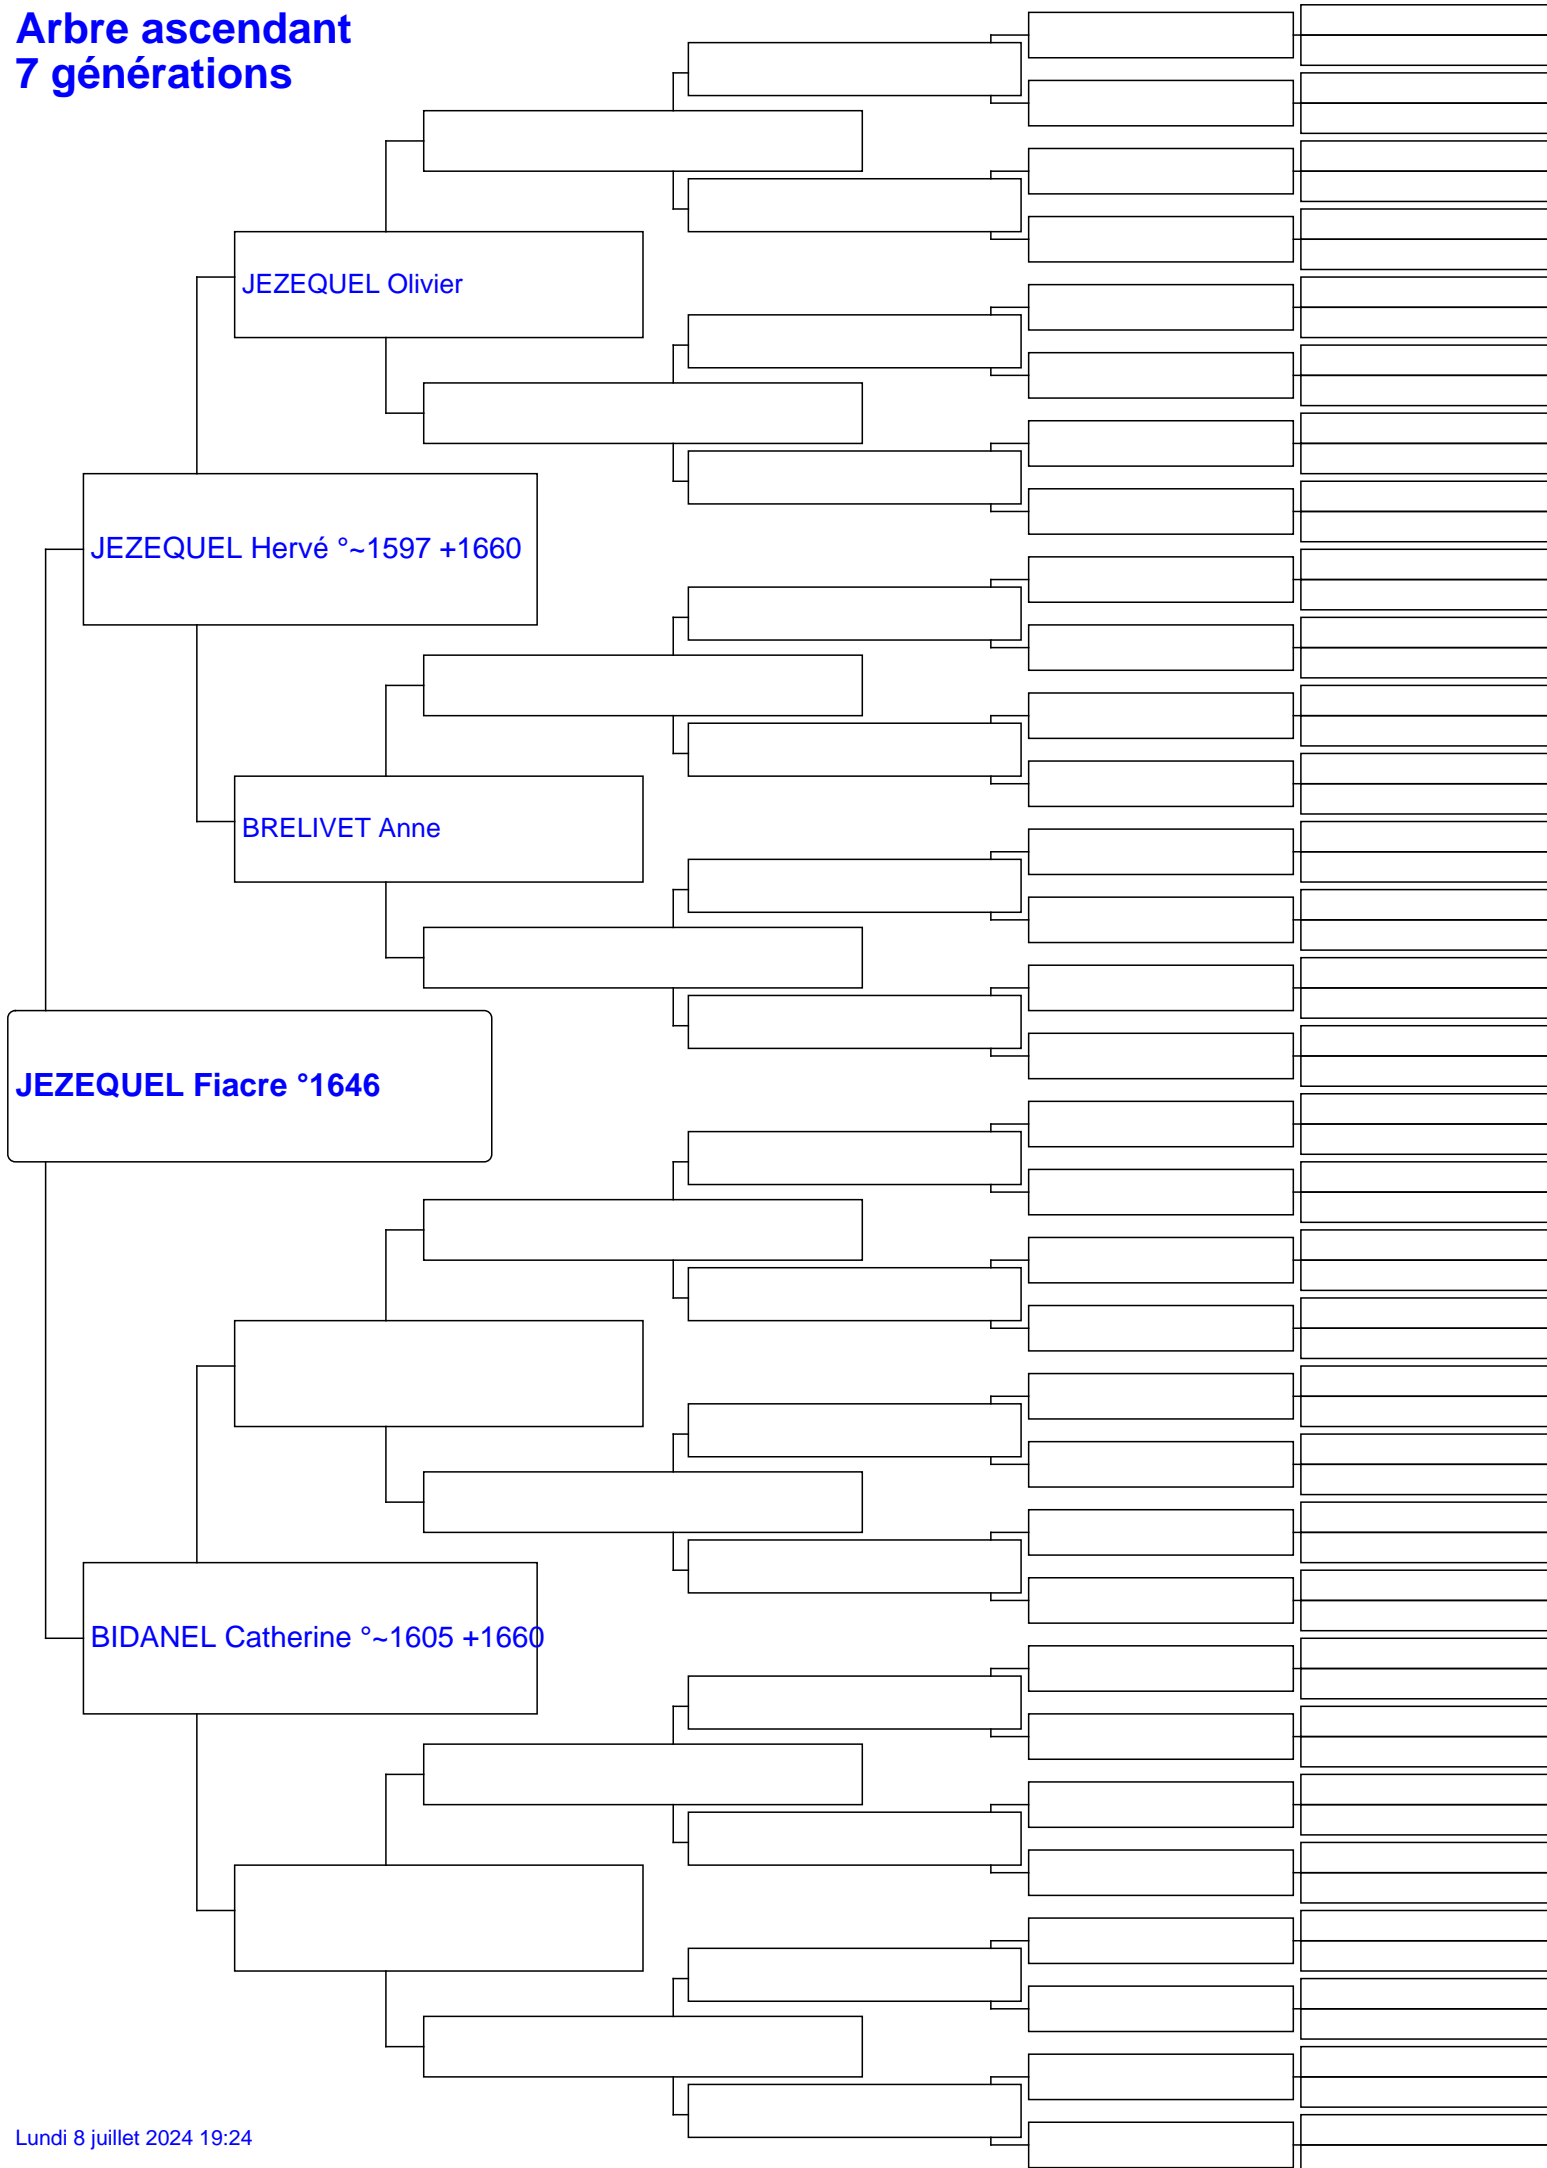 Arbre ascendant
7 générations
JEZEQUEL Olivier
JEZEQUEL Hervé °~1597 +1660
BRELIVET Anne
JEZEQUEL Fiacre °1646
BIDANEL Catherine °~1605 +1660
Lundi 8 juillet 2024 19:24